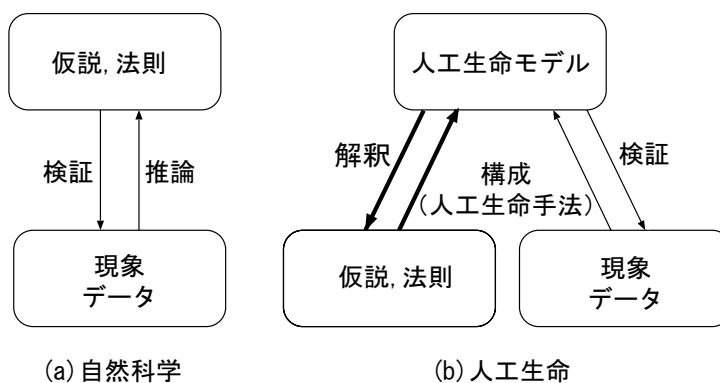 仮説, 法則
検証
推論
現象
データ
(a) 自然科学
人工生命モデル
解釈
構成
(人工生命手法)
検証
仮説, 法則
現象
データ
(b) 人工生命